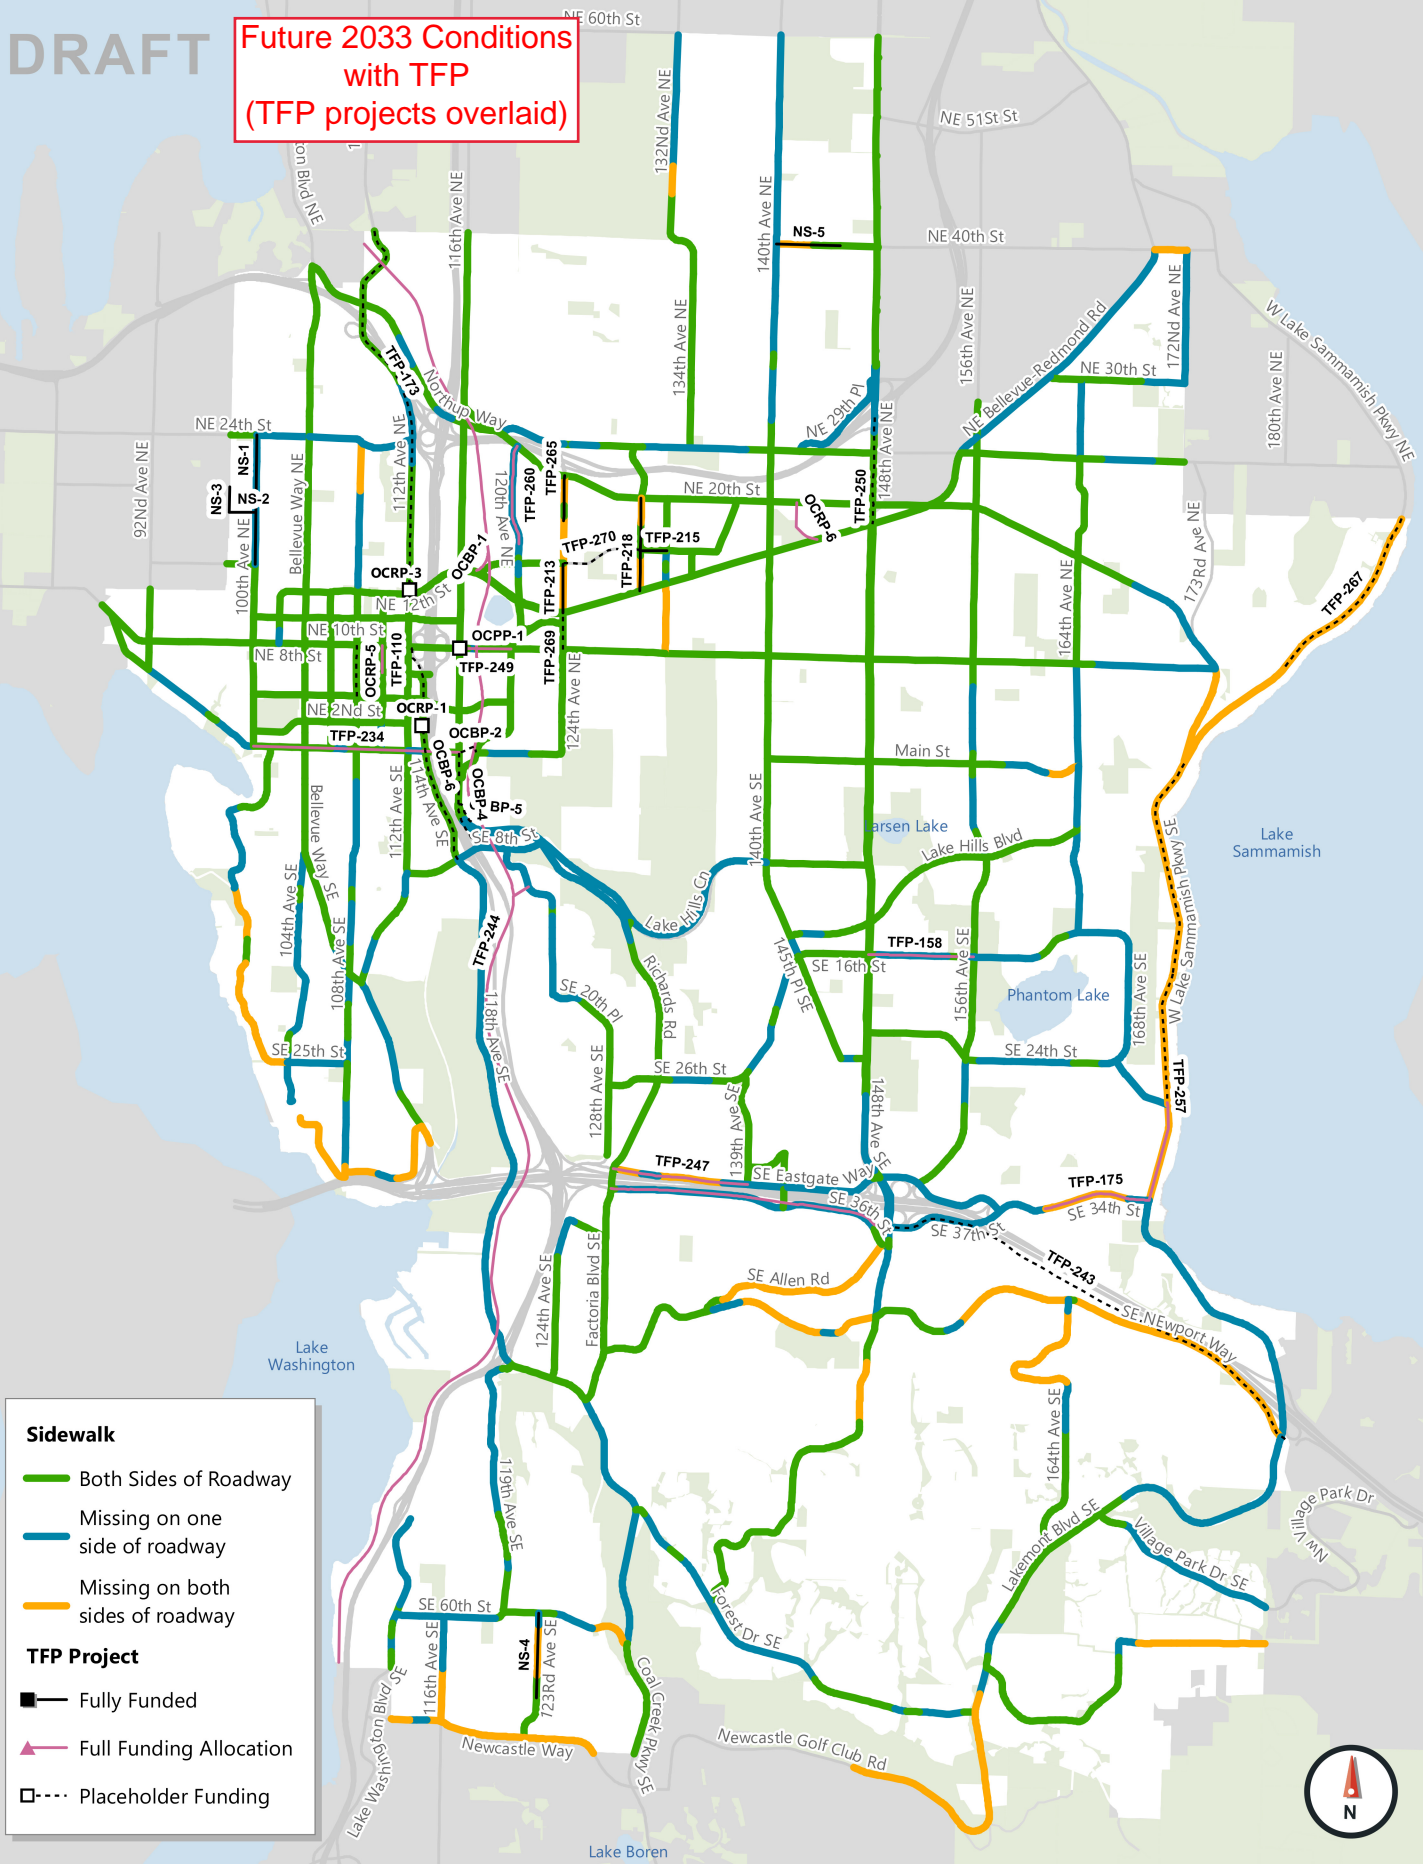 DRAFT
Future 2033 Conditions
with TFP
(TFP projects overlaid)
NE 60th St
NE 51St St
132Nd Ave NE
116th Ave NE
140th Ave NE
NS-5
NE 40th St
172Nd Ave NE
W Lake Sammamish Pkwy NE
156th Ave NE
NE Bellevue-Redmond Rd
134th Ave NE
NE 30th St
180th Ave NE
TFP-173
Northup Way
NE 29th Pl
148th Ave NE
NE 24th St
NS-1
92Nd Ave NE
NS-3
NS-2
Bellevue Way NE
112th Ave NE
120th Ave NE
TFP-260
TFP-265
NE 20th St
OCRP-6
TFP-250
OCBP-1
TFP-270
TFP-218
TFP-215
173Rd Ave NE
100th Ave NE
OCRP-3
NE 12th St
TFP-213
164th Ave NE
TFP-267
NE 10th St
NE 8th St
OCRP-5
TFP-110
OCPP-1
TFP-249
TFP-269
124th Ave NE
NE 2Nd St
OCRP-1
TFP-234
OCBP-2
OCBP-6
OCBP-4
BP-5
Main St
Bellevue Way SE
112th Ave SE
114th Ave SE
SE 8th St
140th Ave SE
Larsen Lake
Lake Hills Blvd
Lake
Sammamish
104th Ave SE
108th Ave SE
TFP-244
Lake Hills Cn
TFP-158
SE 16th St
145th Pl SE
156th Ave SE
W Lake Sammamish Pkwy SE
Richards Rd
SE 20th Pl
Phantom Lake
168th Ave SE
118th Ave SE
SE 25th St
128th Ave SE
SE 26th St
SE 24th St
139th Ave SE
148th Ave SE
TFP-257
TFP-247
SE Eastgate Way
TFP-175
SE 34th St
SE 36th St
SE 37th St
TFP-243
SE Allen Rd
SE NEwport Way
124th Ave SE
Factoria Blvd SE
Lake
Washington
164th Ave SE
119th Ave SE
Lakemont Blvd SE
Village Park Dr SE
NW Village Park Dr
Forest Dr SE
SE 60th St
116th Ave SE
NS-4
123Rd Ave SE
Coal Creek Pkwy SE
Lake Washington Blvd SE
Newcastle Way
Newcastle Golf Club Rd
Lake Boren
Sidewalk
Both Sides of Roadway
Missing on one
side of roadway
Missing on both
sides of roadway
TFP Project
Fully Funded
Full Funding Allocation
Placeholder Funding
N